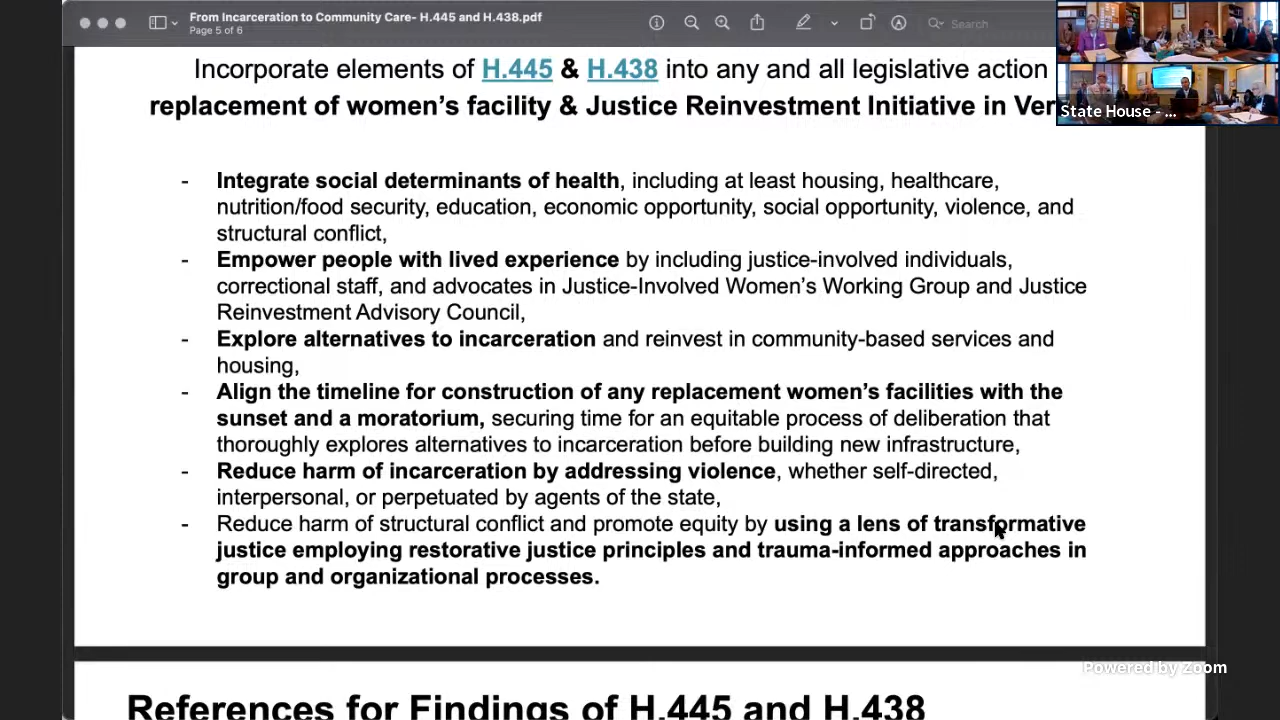 From Incarceration to Community Care- H.445 and H.438.pdf
Page 5 of 6
Search
State House - ...
Incorporate elements of H.445 & H.438 into any and all legislative action
replacement of women's facility & Justice Reinvestment Initiative in Ver
- Integrate social determinants of health, including at least housing, healthcare,
nutrition/food security, education, economic opportunity, social opportunity, violence, and
structural conflict,
- Empower people with lived experience by including justice-involved individuals,
correctional staff, and advocates in Justice-Involved Women's Working Group and Justice
Reinvestment Advisory Council,
- Explore alternatives to incarceration and reinvest in community-based services and
housing,
- Align the timeline for construction of any replacement women's facilities with the
sunset and a moratorium, securing time for an equitable process of deliberation that
thoroughly explores alternatives to incarceration before building new infrastructure,
- Reduce harm of incarceration by addressing violence, whether self-directed,
interpersonal, or perpetuated by agents of the state,
- Reduce harm of structural conflict and promote equity by using a lens of transformative
justice employing restorative justice principles and trauma-informed approaches in
group and organizational processes.
Powered by Zoom
References for Findings of H.445 and H.438